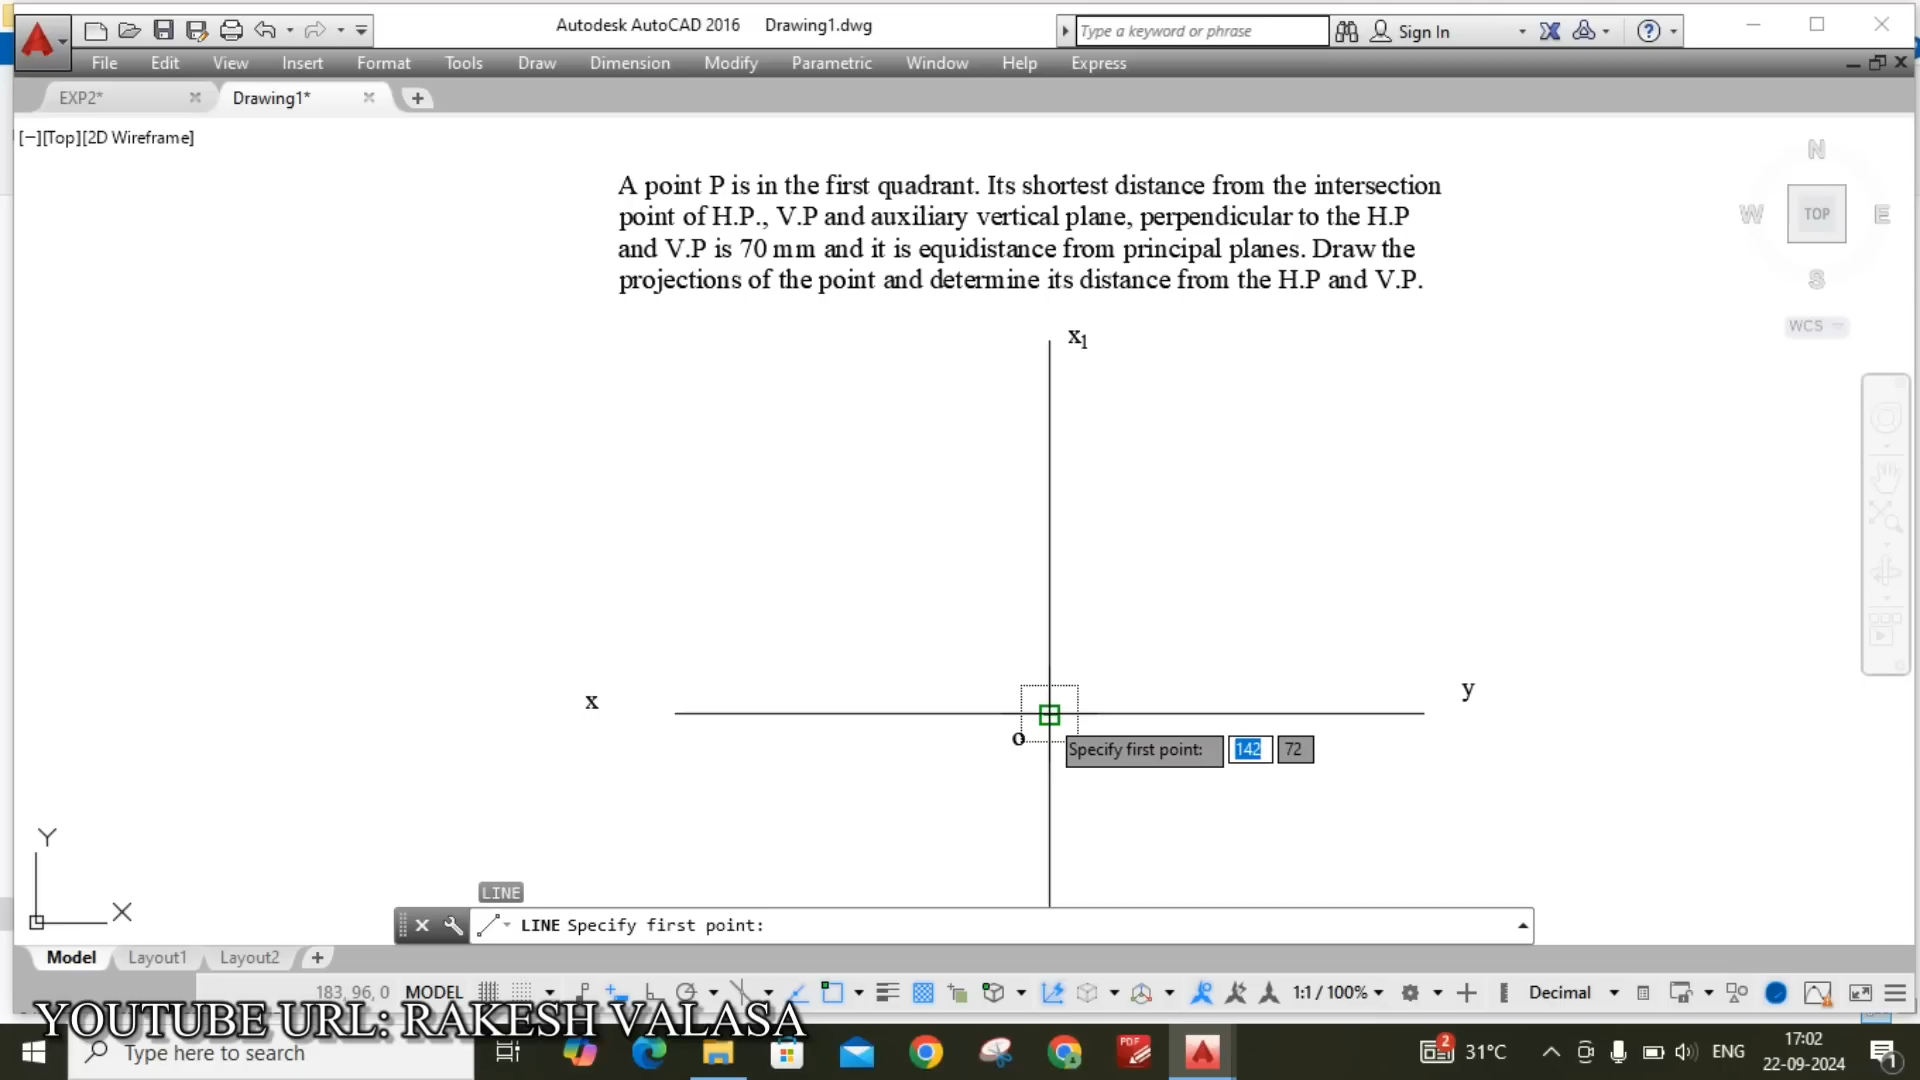 Autodesk AutoCAD 2016 Drawing1.dwg
Type a keyword or phrase
Sign In
File Edit View Insert Format Tools Draw Dimension Modify Parametric Window Help Express
EXP2* Drawing1*
[−][Top][2D Wireframe]
N
W TOP E
S
WCS
A point P is in the first quadrant. Its shortest distance from the intersection
point of H.P., V.P and auxiliary vertical plane, perpendicular to the H.P
and V.P is 70 mm and it is equidistance from principal planes. Draw the
projections of the point and determine its distance from the H.P and V.P.
x1
x
y
o
Specify first point: 142 72
Y
X
LINE
LINE Specify first point:
Model Layout1 Layout2
183, 96, 0 MODEL 1:1 / 100% Decimal
YOUTUBE URL: RAKESH VALASA
Type here to search
PDF
2
31°C
ENG
17:02
22-09-2024
1